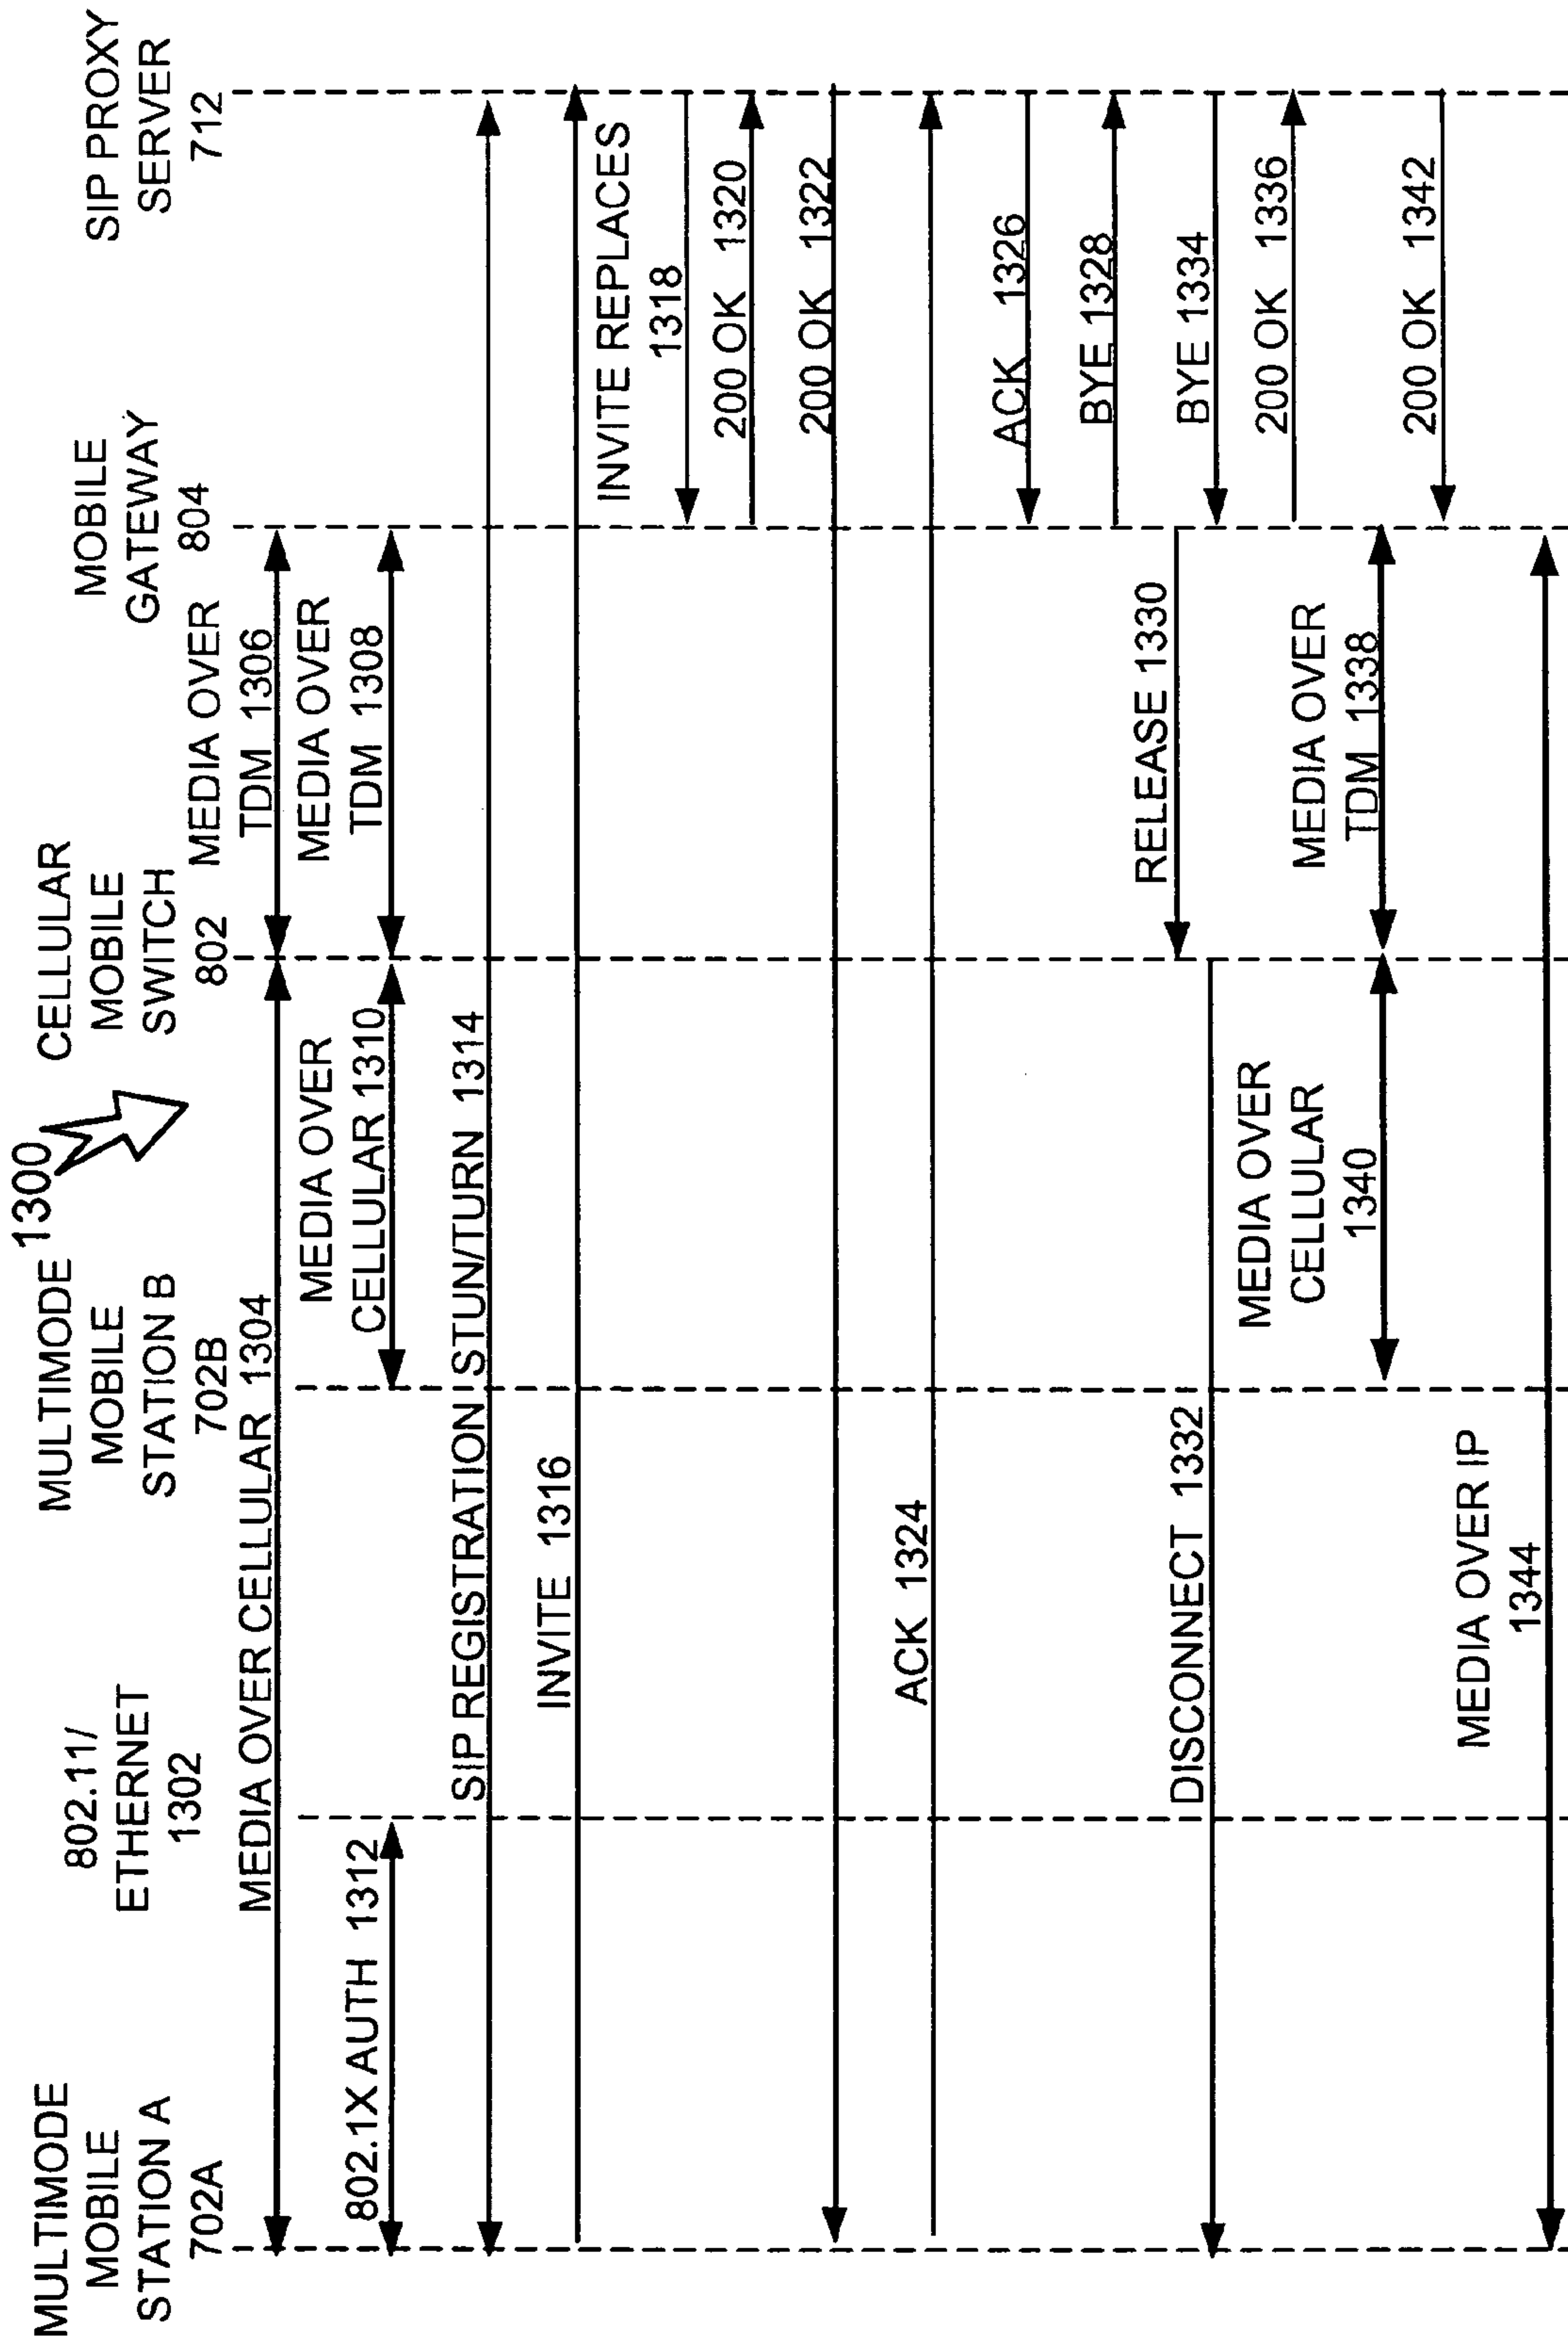 1300
MULTIMODE
MOBILE
STATION A
702A
802.11/
ETHERNET
1302
MULTIMODE
MOBILE
STATION B
702B
CELLULAR
MOBILE
SWITCH
802
MOBILE
GATEWAY
804
SIP PROXY
SERVER
712
MEDIA OVER CELLULAR 1304
MEDIA OVER
TDM 1306
802.1X AUTH 1312
MEDIA OVER
CELLULAR 1310
MEDIA OVER
TDM 1308
SIP REGISTRATION STUN/TURN 1314
INVITE 1316
INVITE REPLACES
1318
200 OK 1320
200 OK 1322
ACK 1324
ACK 1326
BYE 1328
RELEASE 1330
DISCONNECT 1332
BYE 1334
200 OK 1336
MEDIA OVER
CELLULAR
1340
MEDIA OVER
TDM 1338
200 OK 1342
MEDIA OVER IP
1344